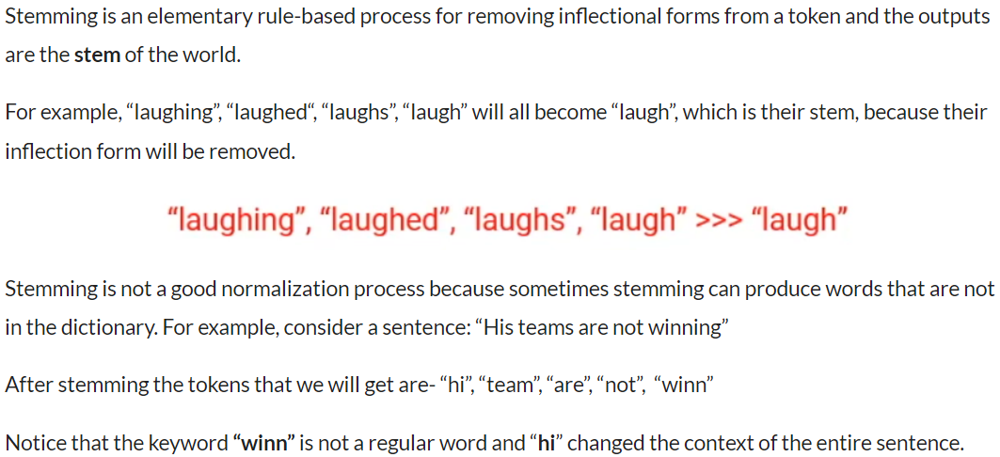 Stemming is an elementary rule-based process for removing inflectional forms from a token and the outputs
are the stem of the world.
For example, “laughing”, “laughed“, “laughs”, “laugh” will all become “laugh”, which is their stem, because their
inflection form will be removed.
“laughing”, “laughed”, “laughs”, “laugh” >>> “laugh”
Stemming is not a good normalization process because sometimes stemming can produce words that are not
in the dictionary. For example, consider a sentence: “His teams are not winning”
After stemming the tokens that we will get are- “hi”, “team”, “are”, “not”, “winn”
Notice that the keyword “winn” is not a regular word and “hi” changed the context of the entire sentence.